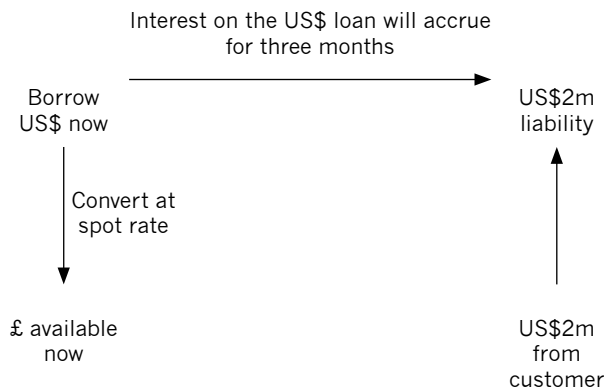 Interest on the US$ loan will accrue
for three months
Borrow
US$ now
US$2m
liability
Convert at
spot rate
£ available
now
US$2m
from
customer